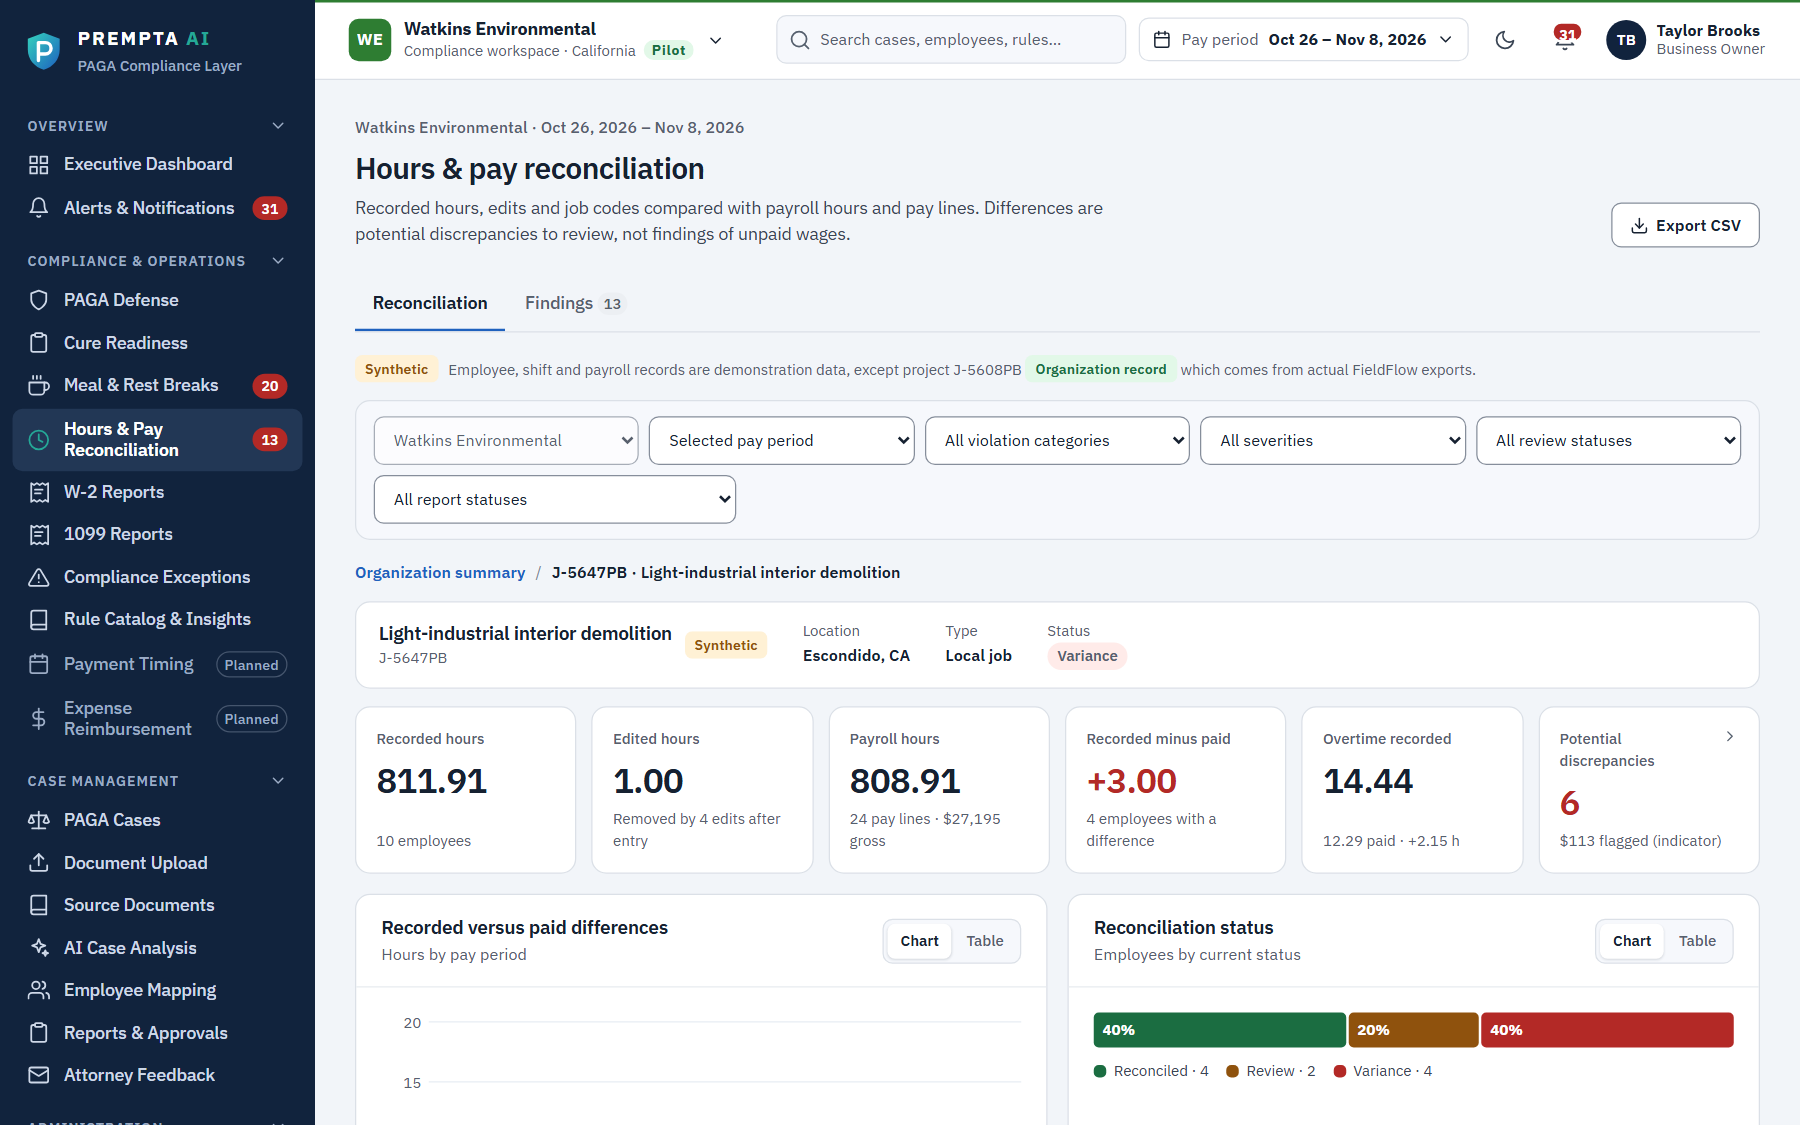 PREMPTA AI
PAGA Compliance Layer
OVERVIEW
Executive Dashboard
Alerts & Notifications 31
COMPLIANCE & OPERATIONS
PAGA Defense
Cure Readiness
Meal & Rest Breaks 20
Hours & Pay
Reconciliation 13
W-2 Reports
1099 Reports
Compliance Exceptions
Rule Catalog & Insights
Payment Timing Planned
Expense
Reimbursement Planned
CASE MANAGEMENT
PAGA Cases
Document Upload
Source Documents
AI Case Analysis
Employee Mapping
Reports & Approvals
Attorney Feedback
ADMINISTRATION
WE
Watkins Environmental
Compliance workspace · California Pilot
Search cases, employees, rules...
Pay period Oct 26 – Nov 8, 2026
31
TB
Taylor Brooks
Business Owner
Watkins Environmental · Oct 26, 2026 – Nov 8, 2026
Hours & pay reconciliation
Recorded hours, edits and job codes compared with payroll hours and pay lines. Differences are
potential discrepancies to review, not findings of unpaid wages.
Export CSV
Reconciliation Findings 13
Synthetic Employee, shift and payroll records are demonstration data, except project J-5608PB Organization record which comes from actual FieldFlow exports.
Watkins Environmental Selected pay period All violation categories All severities All review statuses
All report statuses
Organization summary / J-5647PB · Light-industrial interior demolition
Light-industrial interior demolition
J-5647PB
Synthetic
Location
Escondido, CA
Type
Local job
Status
Variance
Recorded hours
811.91
10 employees
Edited hours
1.00
Removed by 4 edits after
entry
Payroll hours
808.91
24 pay lines · $27,195
gross
Recorded minus paid
+3.00
4 employees with a
difference
Overtime recorded
14.44
12.29 paid · +2.15 h
Potential
discrepancies
6
$113 flagged (indicator)
Recorded versus paid differences
Hours by pay period
Chart Table
20
15
Reconciliation status
Employees by current status
Chart Table
40% 20% 40%
Reconciled · 4 Review · 2 Variance · 4